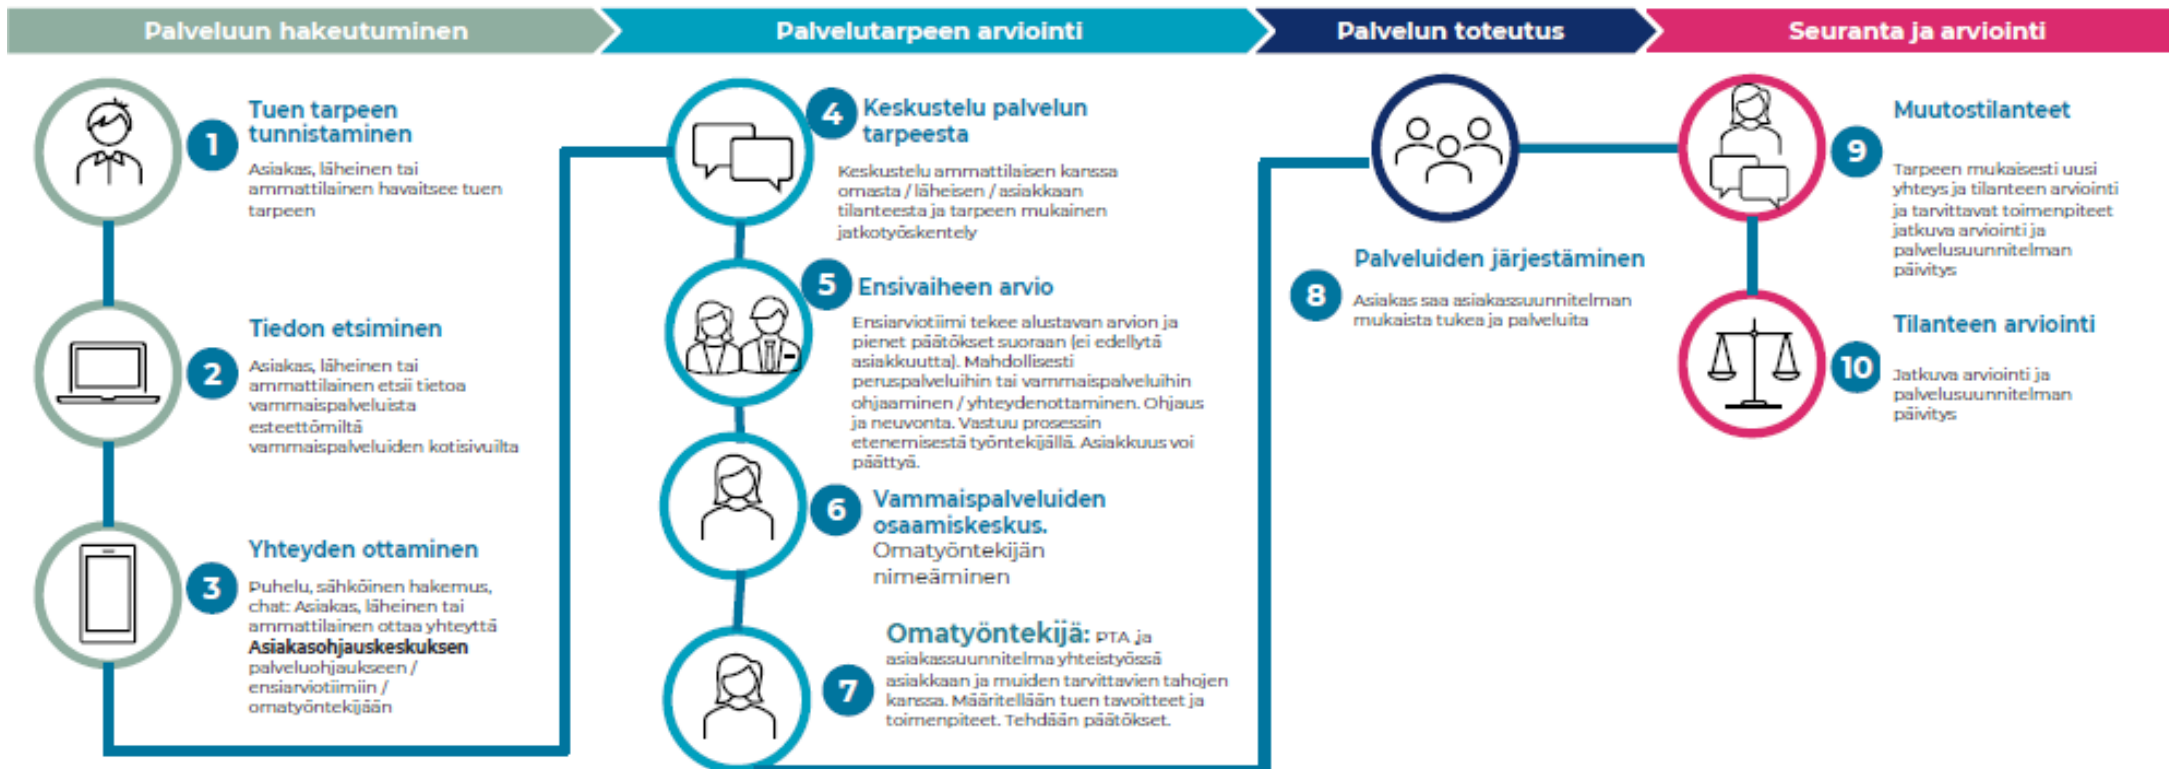 Palveluun hakeutuminen
Palvelutarpeen arviointi
Palvelun toteutus
Seuranta ja arviointi
1
Tuen tarpeen
tunnistaminen
Asiakas, läheinen tai
ammattilainen havaitsee tuen
tarpeen
2
Tiedon etsiminen
Asiakas, läheinen tai
ammattilainen etsii tietoa
vammaispalveluista
esteettömiltä
vammaispalveluiden kotisivuilta
3
Yhteyden ottaminen
Puhelu, sähköinen hakemus,
chat: Asiakas, läheinen tai
ammattilainen ottaa yhteyttä
Asiakasohjauskeskuksen
palveluohjaukseen /
ensiarviotiimiin /
omatyöntekijään
4
Keskustelu palvelun
tarpeesta
Keskustelu ammattilaisen kanssa
omasta / läheisen / asiakkaan
tilanteesta ja tarpeen mukainen
jatkotyöskentely
5
Ensivaiheen arvio
Ensiarviotiimi tekee alustavan arvion ja
pienet päätökset suoraan (ei edellytä
asiakkuutta). Mahdollisesti
peruspalveluihin tai vammaispalveluihin
ohjaaminen / yhteydenottaminen. Ohjaus
ja neuvonta. Vastuu prosessin
etenemisestä työntekijällä. Asiakkuus voi
päättyä.
6
Vammaispalveluiden
osaamiskeskus.
Omatyöntekijän
nimeäminen
7
Omatyöntekijä: PTA ja
asiakassuunnitelma yhteistyössä
asiakkaan ja muiden tarvittavien tahojen
kanssa. Määritellään tuen tavoitteet ja
toimenpiteet. Tehdään päätökset.
8
Palveluiden järjestäminen
Asiakas saa asiakassuunnitelman
mukaista tukea ja palveluita
9
Muutostilanteet
Tarpeen mukaisesti uusi
yhteys ja tilanteen arviointi
ja tarvittavat toimenpiteet
jatkuva arviointi ja
palvelusuunnitelman
päivitys
10
Tilanteen arviointi
Jatkuva arviointi ja
palvelusuunnitelman
päivitys